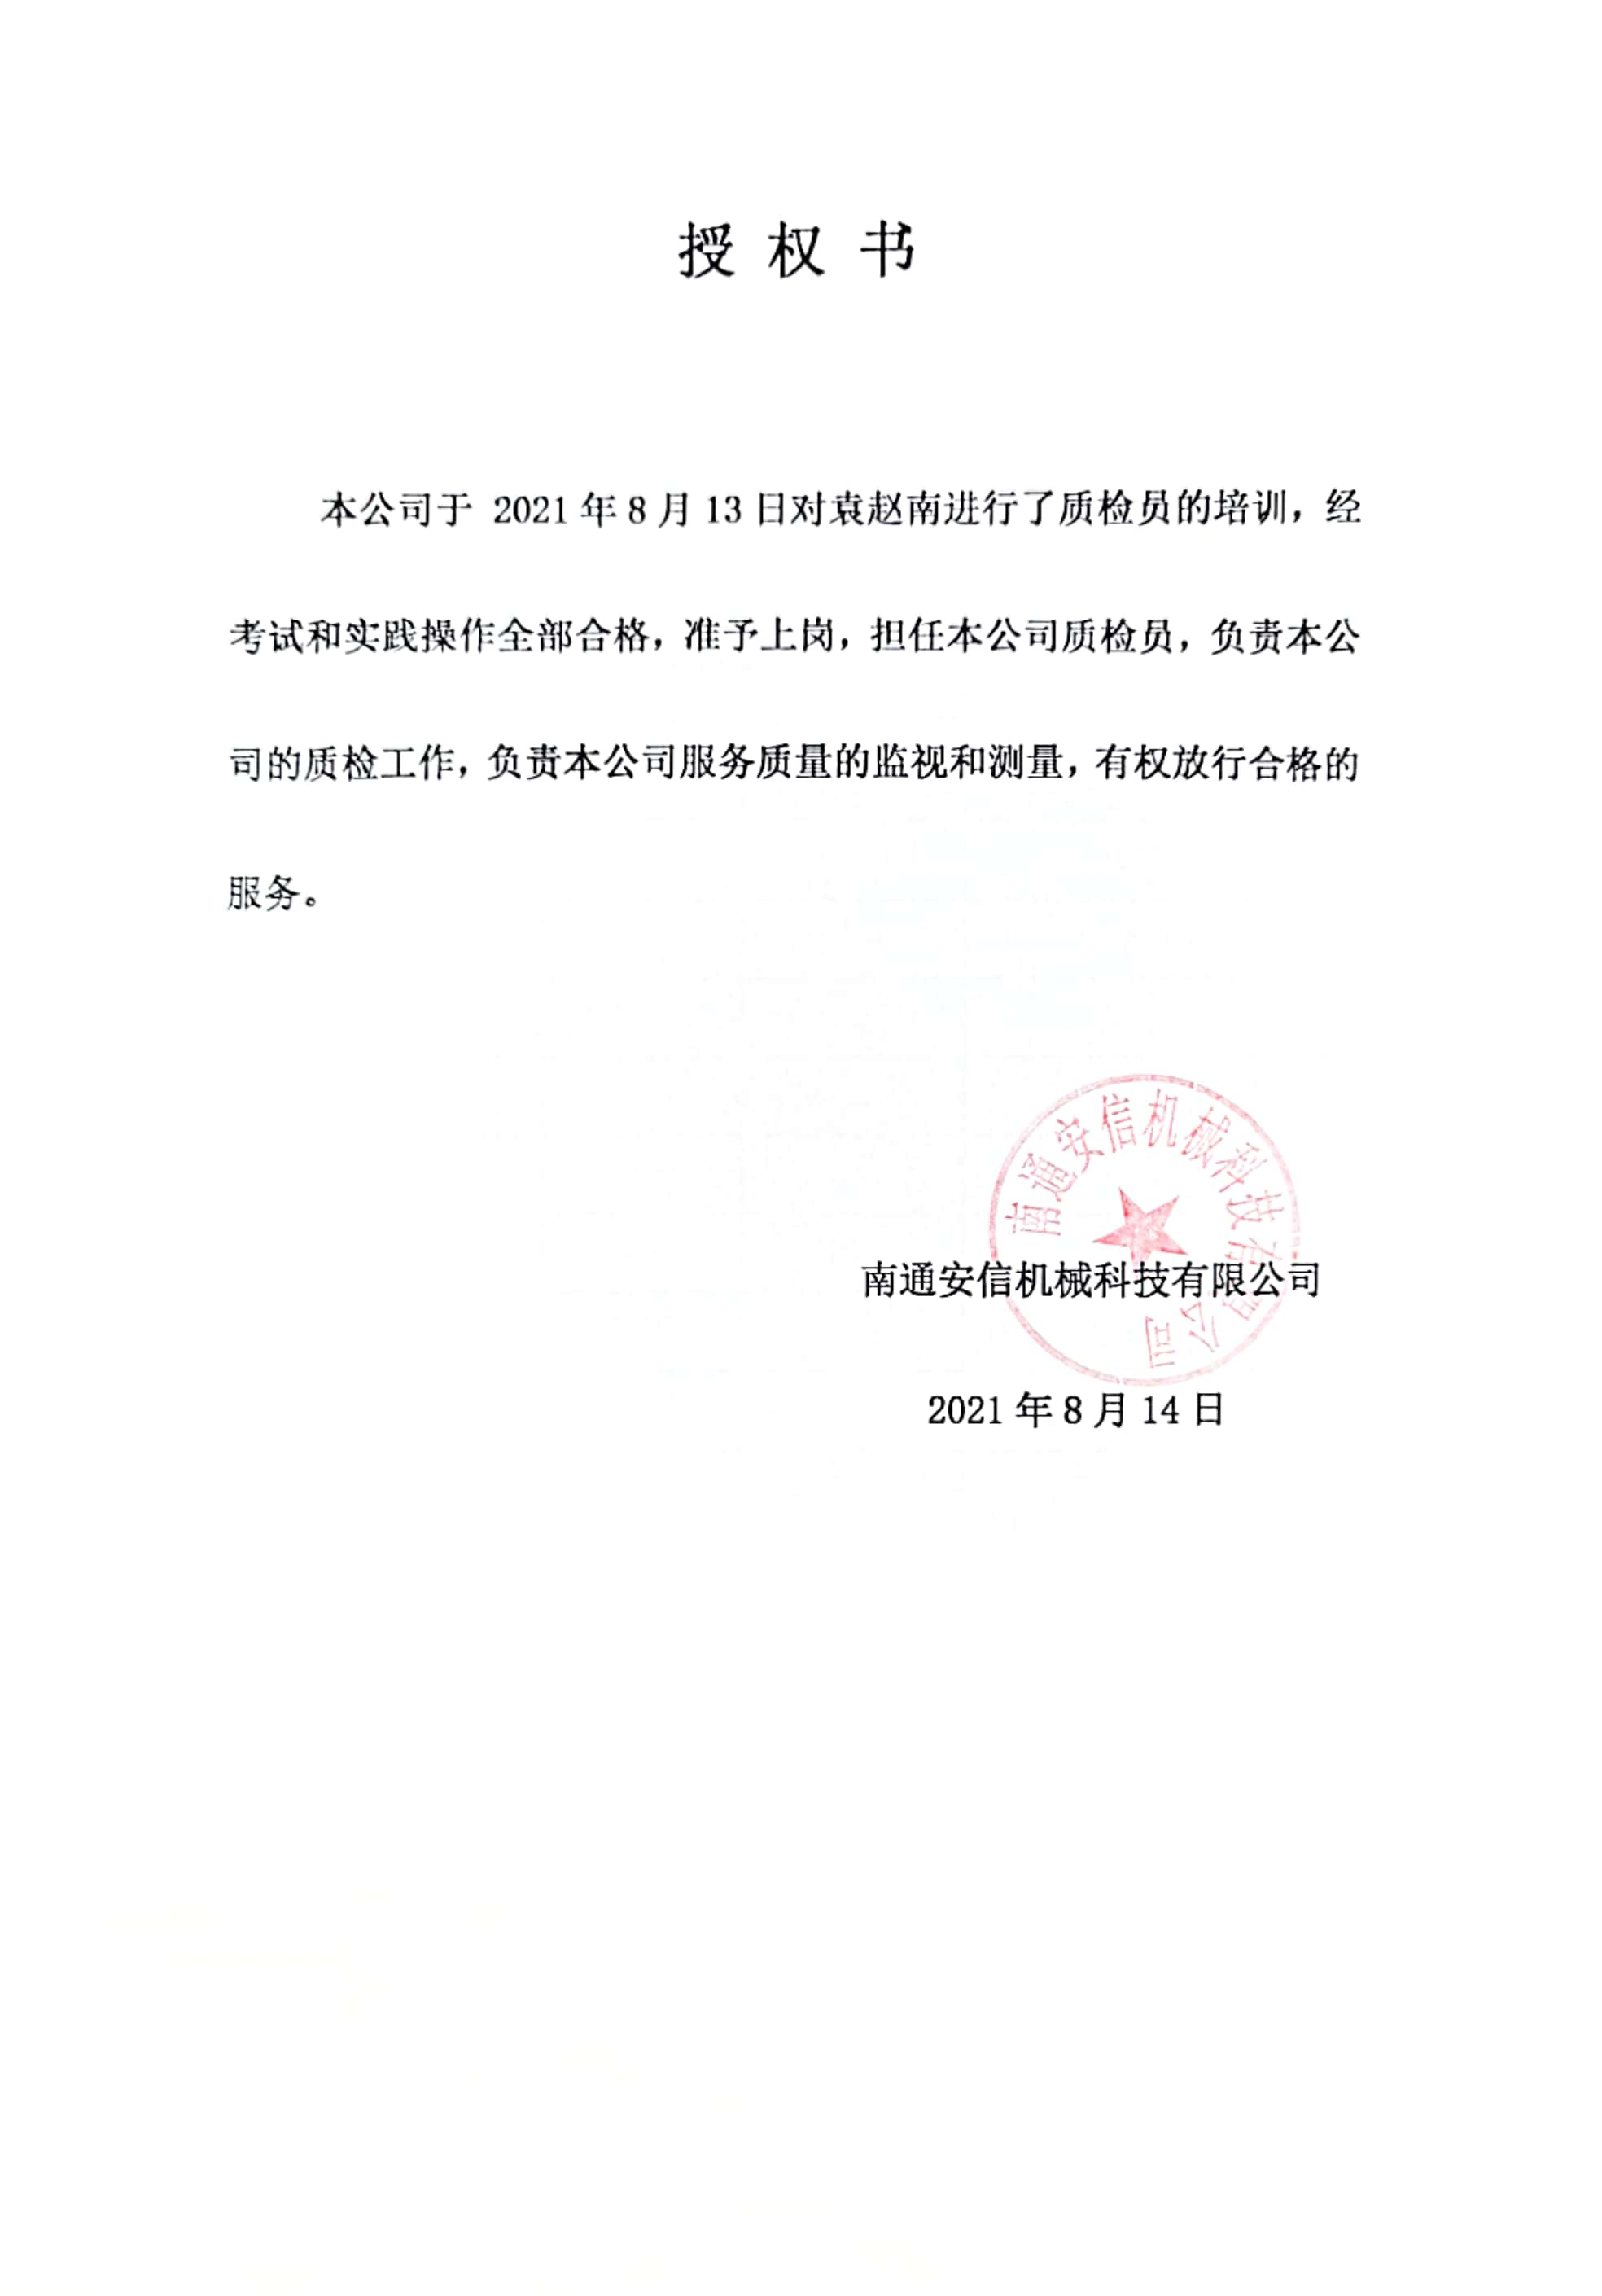 授 权 书
本公司于 2021 年 8 月 13 日对袁赵南进行了质检员的培训，经
考试和实践操作全部合格，准予上岗，担任本公司质检员，负责本公
司的质检工作，负责本公司服务质量的监视和测量，有权放行合格的
服务。
南通安信机械科技有限公司
南通安信机械科技有限公司
2021 年 8 月 14 日